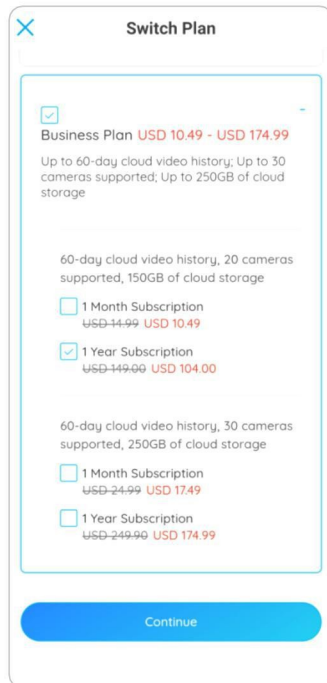 Switch Plan
-
Business Plan USD 10.49 - USD 174.99
Up to 60-day cloud video history; Up to 30
cameras supported; Up to 250GB of cloud
storage
60-day cloud video history, 20 cameras
supported, 150GB of cloud storage
1 Month Subscription
USD 14.99 USD 10.49
1 Year Subscription
USD 149.00 USD 104.00
60-day cloud video history, 30 cameras
supported, 250GB of cloud storage
1 Month Subscription
USD 24.99 USD 17.49
1 Year Subscription
USD 249.90 USD 174.99
Continue